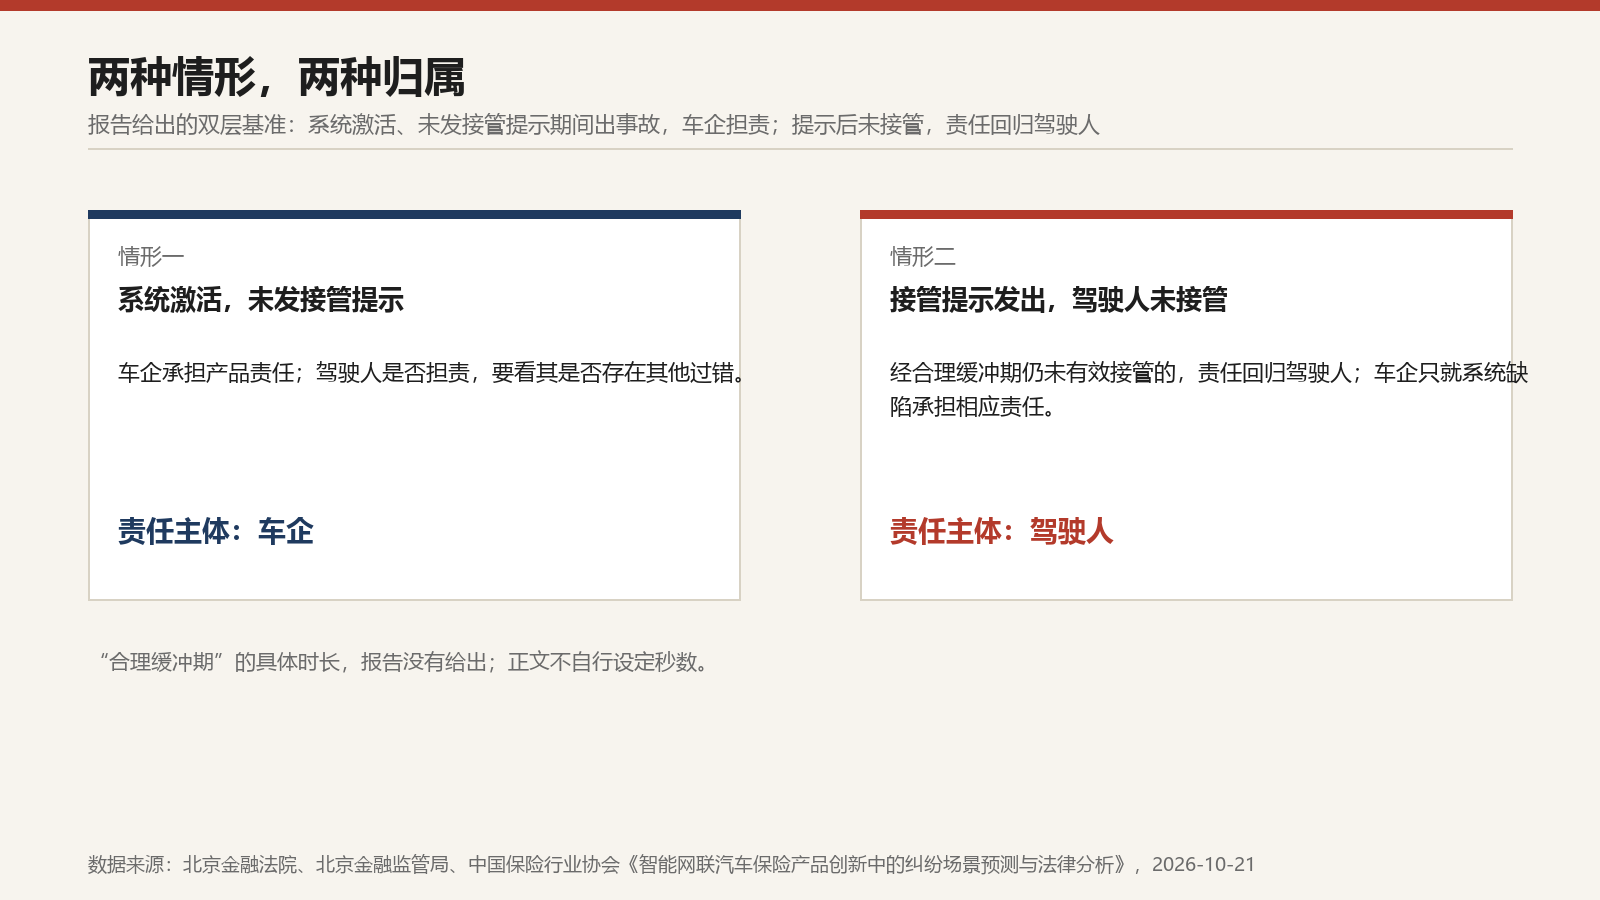 两种情形，两种归属
报告给出的双层基准：系统激活、未发接管提示期间出事故，车企担责；提示后未接管，责任回归驾驶人
情形一
系统激活，未发接管提示
车企承担产品责任；驾驶人是否担责，要看其是否存在其他过错。
责任主体：车企
情形二
接管提示发出，驾驶人未接管
经合理缓冲期仍未有效接管的，责任回归驾驶人；车企只就系统缺
陷承担相应责任。
责任主体：驾驶人
“合理缓冲期”的具体时长，报告没有给出；正文不自行设定秒数。
数据来源：北京金融法院、北京金融监管局、中国保险行业协会《智能网联汽车保险产品创新中的纠纷场景预测与法律分析》，2026-10-21